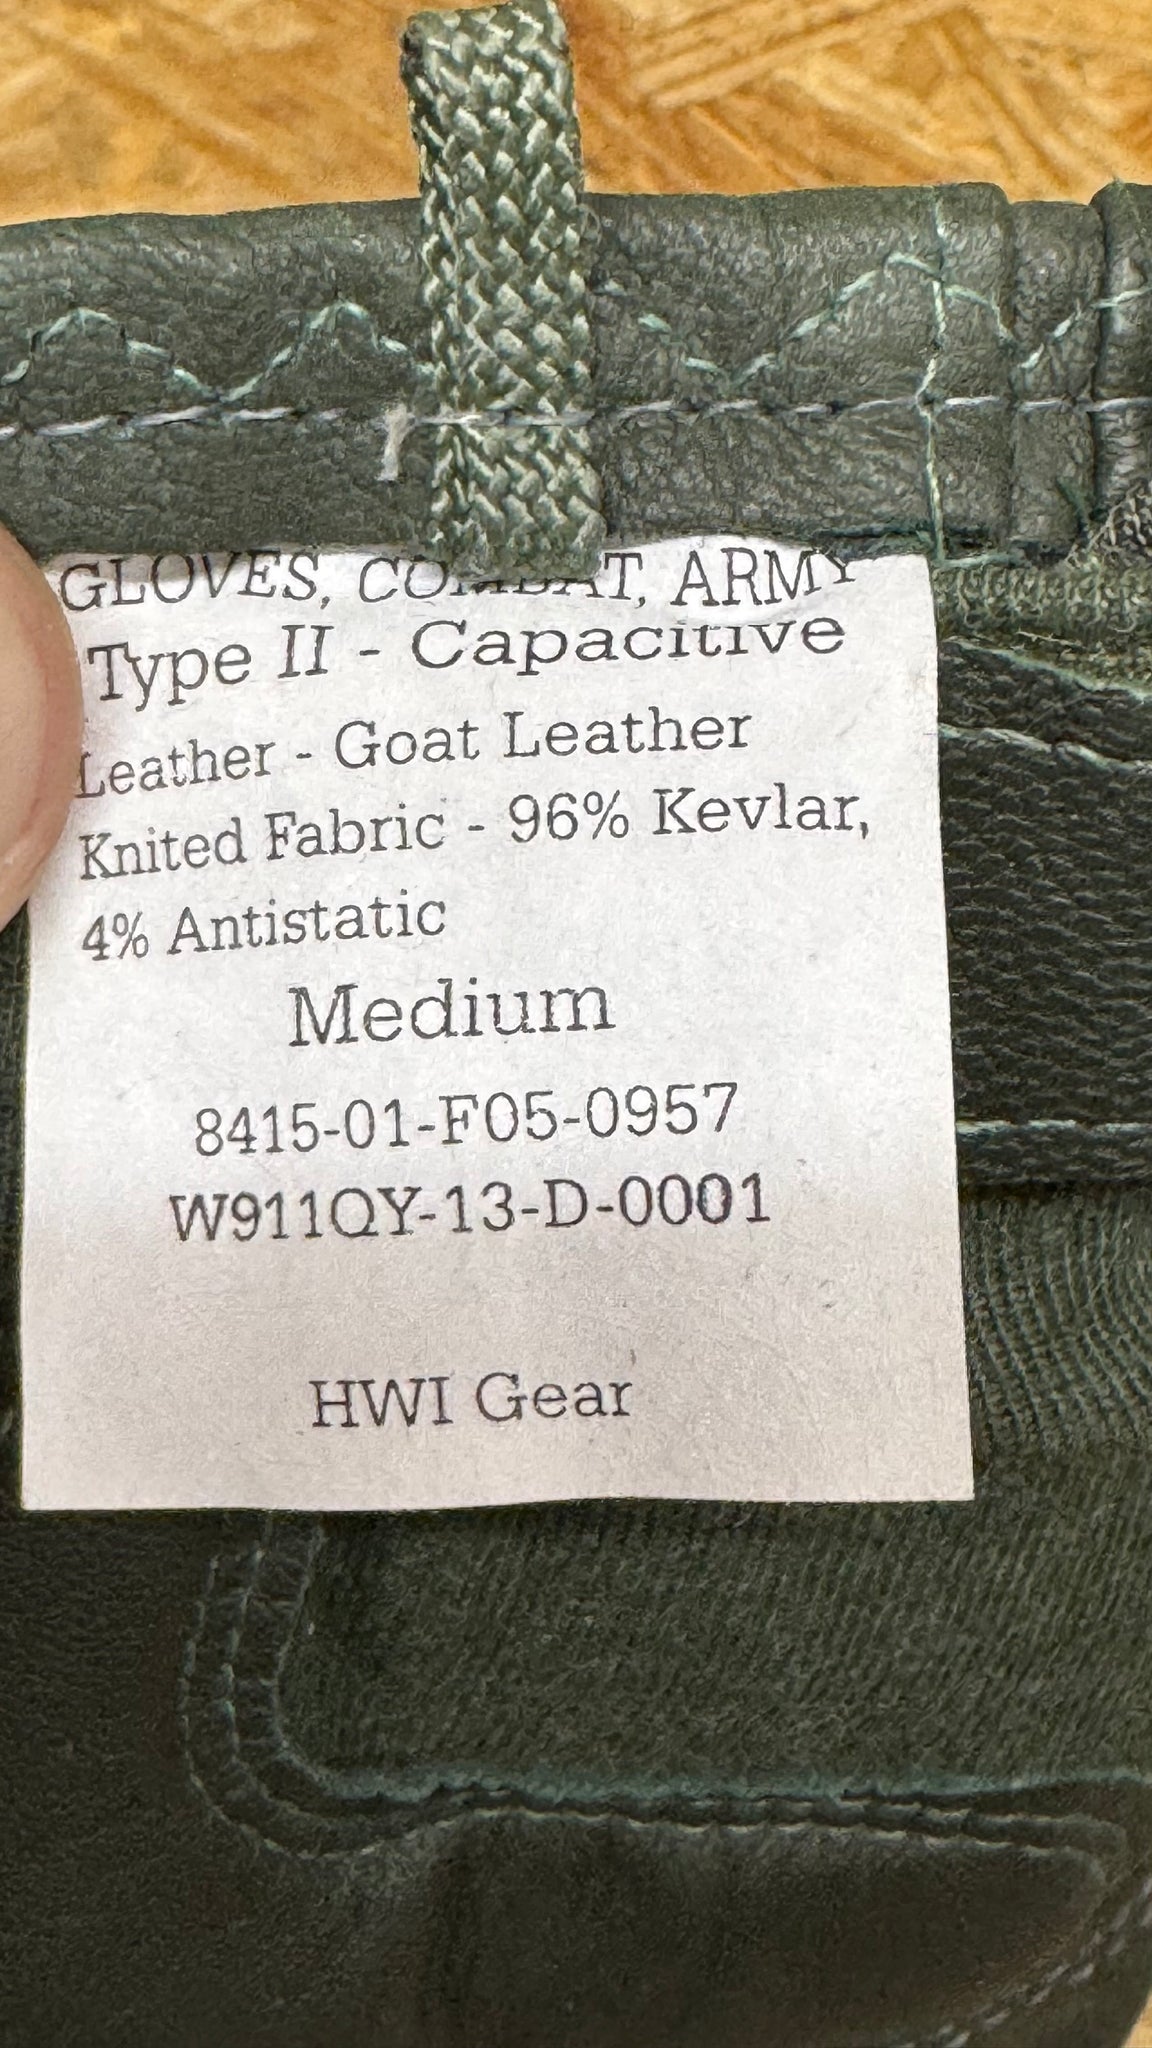 GLOVES, COMBAT, ARMY
Type II - Capacitive
Leather - Goat Leather
Knited Fabric - 96% Kevlar,
4% Antistatic
Medium
8415-01-F05-0957
W911QY-13-D-0001
HWI Gear